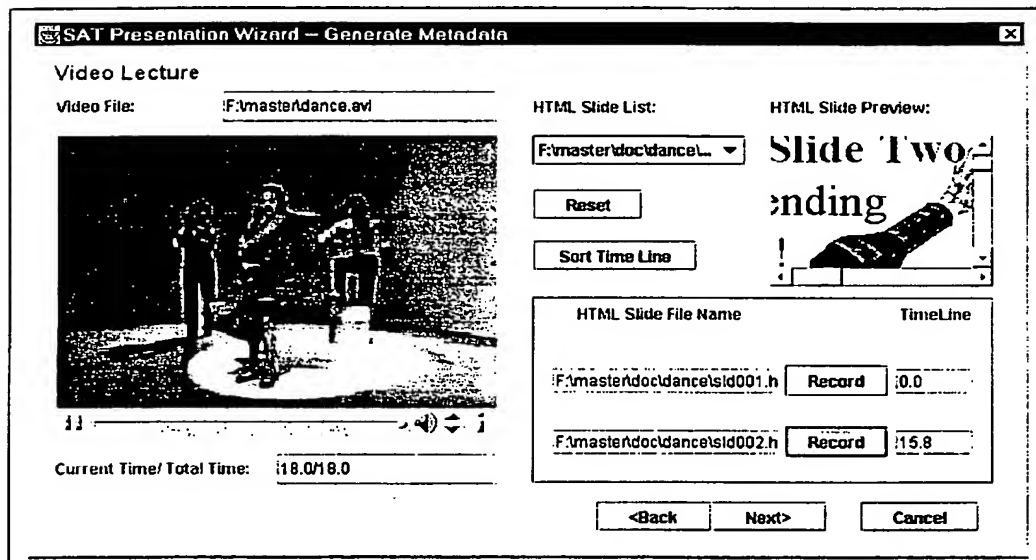 SAT Presentation Wizard – Generate Metadata
Video Lecture
Video File: F:\master\dance.avi
HTML Slide List:
HTML Slide Preview:
F:\master\doc\dance\...
Slide Two
ending
Reset
Sort Time Line
HTML Slide File Name TimeLine
F:\master\doc\dance\sld001.h Record 0.0
F:\master\doc\dance\sld002.h Record 15.8
Current Time/ Total Time: 18.0/18.0
<Back Next> Cancel